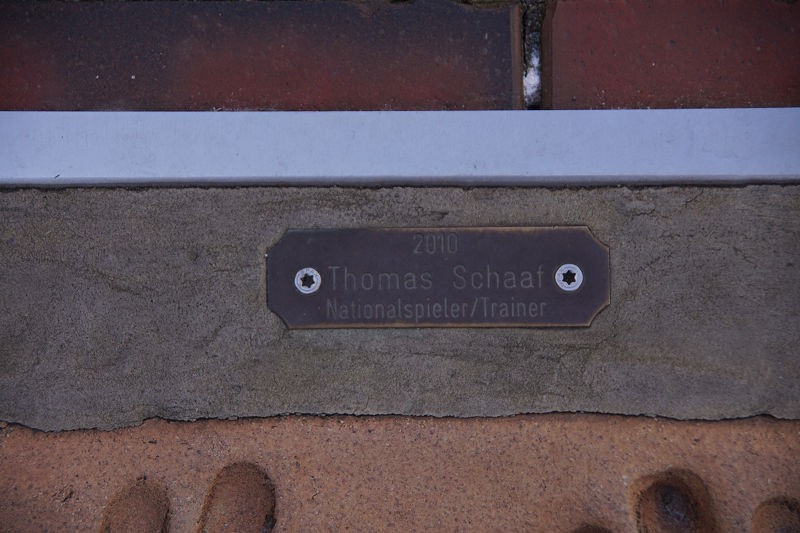 2010
Thomas Schaaf
Nationalspieler/Trainer